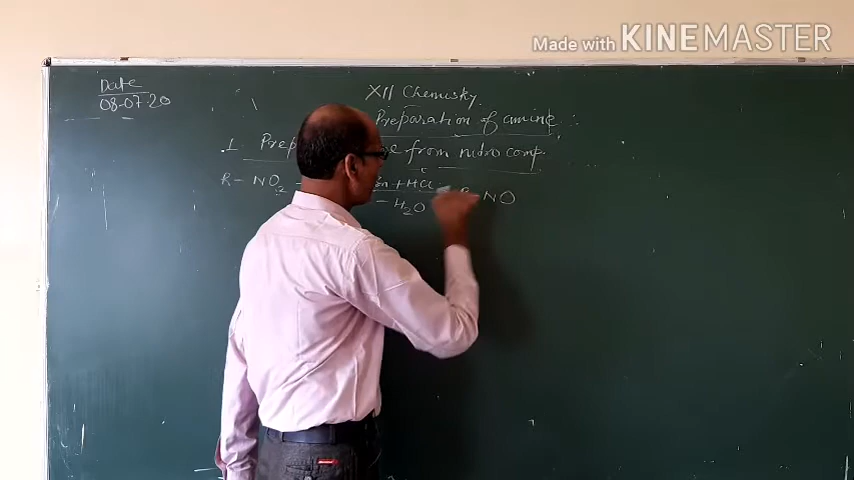 Made with KINEMASTER
Date
08-07-20
XII Chemistry
Preparation of amine:
1. Prep from nitro comp
R- NO2 Sn + HCl R- NO
- H2O